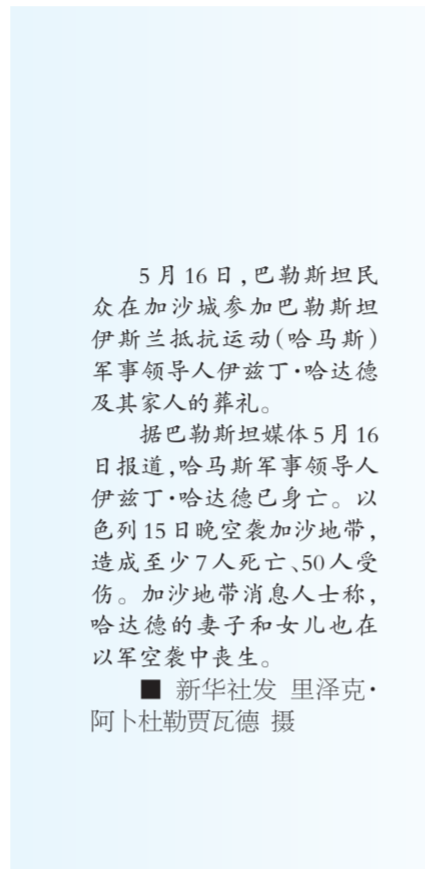 5月16日,巴勒斯坦民
众在加沙城参加巴勒斯坦
伊斯兰抵抗运动(哈马斯)
军事领导人伊兹丁·哈达德
及其家人的葬礼。
据巴勒斯坦媒体5月16
日报道,哈马斯军事领导人
伊兹丁·哈达德已身亡。以
色列15日晚空袭加沙地带,
造成至少7人死亡、50人受
伤。加沙地带消息人士称,
哈达德的妻子和女儿也在
以军空袭中丧生。
■ 新华社发 里泽克·
阿卜杜勒贾瓦德 摄